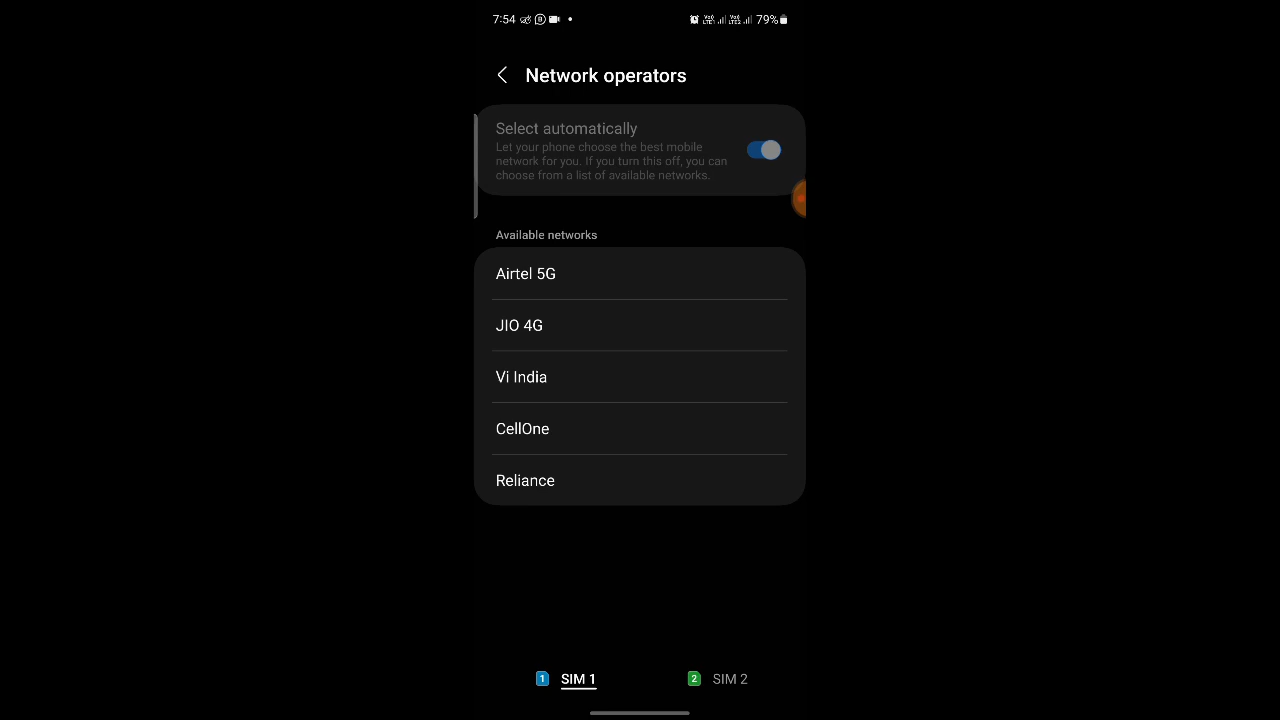 7:54 79%
Network operators
Select automatically
Let your phone choose the best mobile
network for you. If you turn this off, you can
choose from a list of available networks.
Available networks
Airtel 5G
JIO 4G
Vi India
CellOne
Reliance
1 SIM 1 2 SIM 2